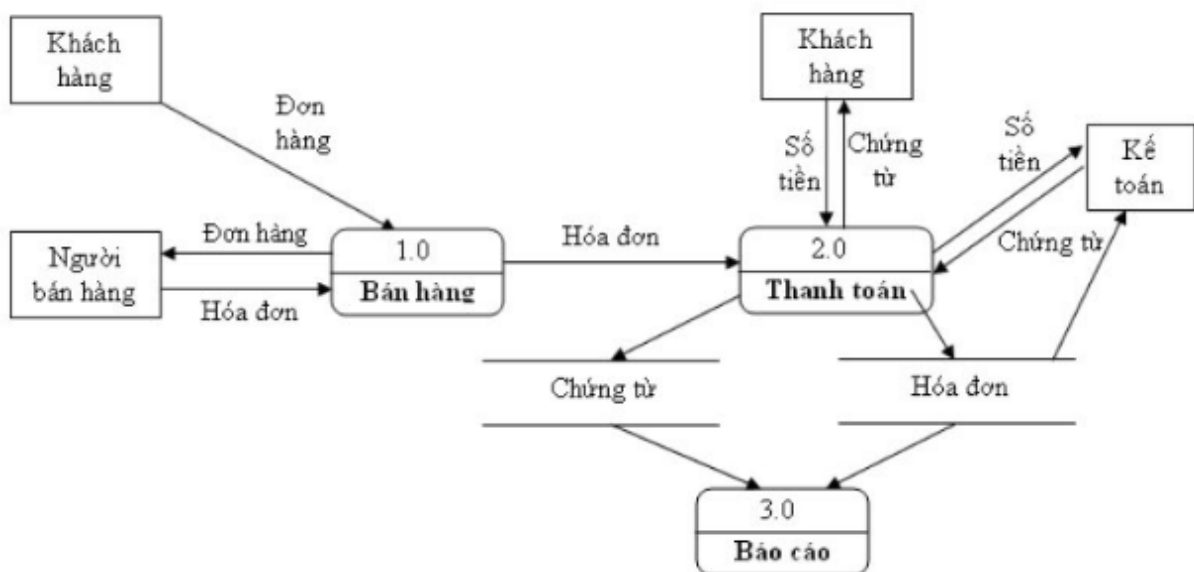 Khách
hàng
Khách
hàng
Đơn
hàng
Số
tiền
Chứng
từ
Số
tiền
Kế
toán
Người
bán hàng
Đơn hàng
Hóa đơn
1.0
Bán hàng
Hóa đơn
2.0
Thanh toán
Chứng từ
Chứng từ
Hóa đơn
3.0
Báo cáo